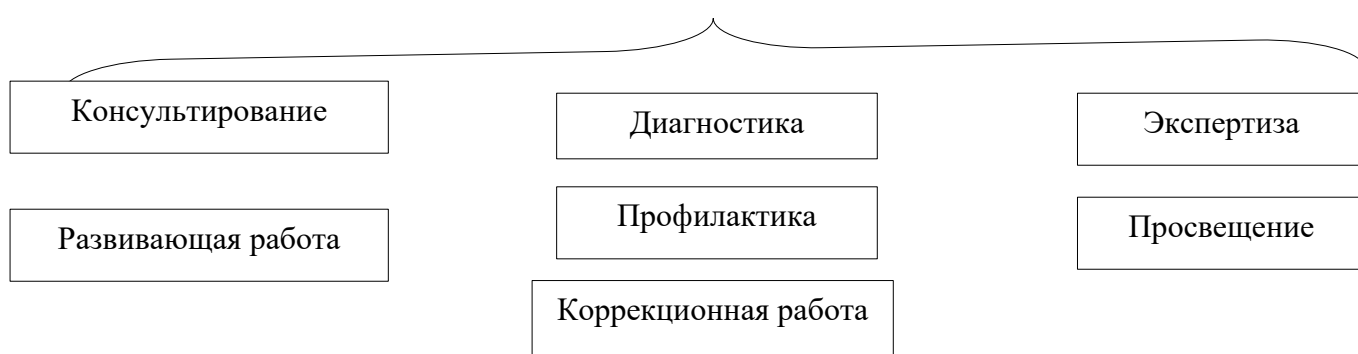 Консультирование
Диагностика
Экспертиза
Развивающая работа
Профилактика
Просвещение
Коррекционная работа